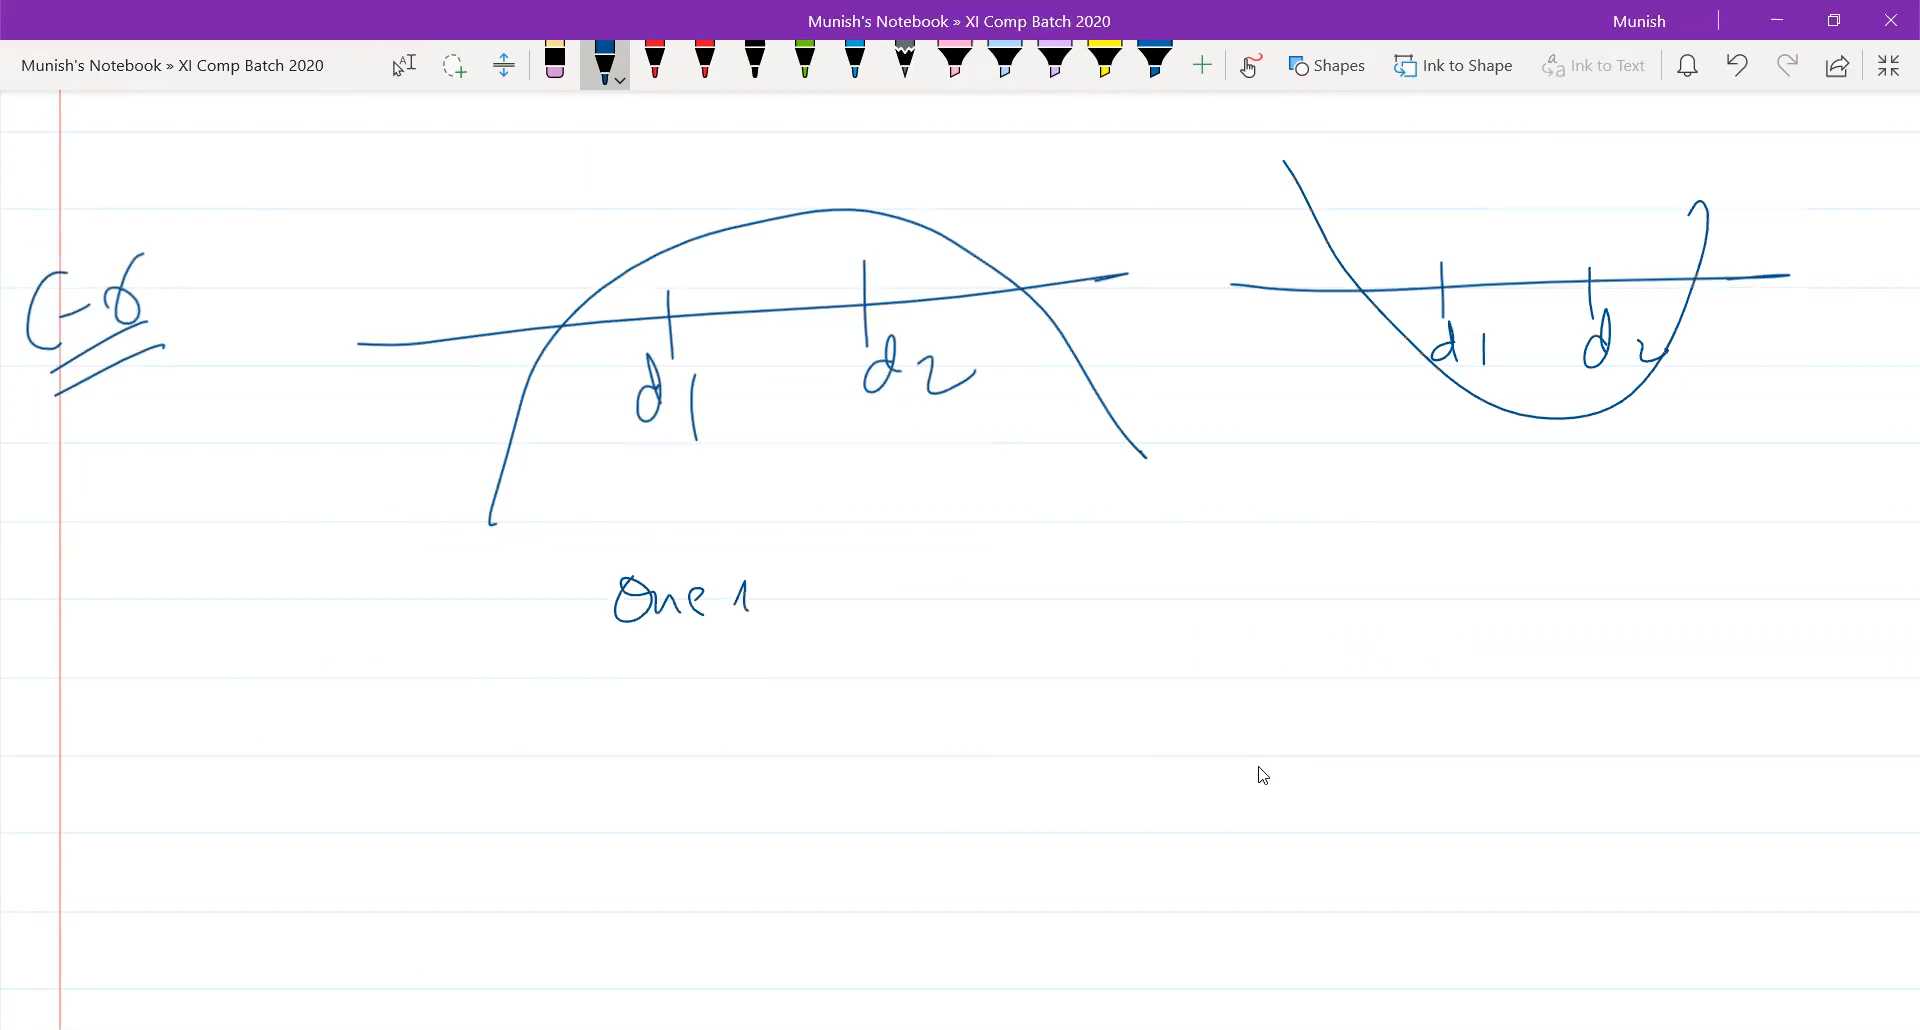 Munish's Notebook » XI Comp Batch 2020
Munish
Munish's Notebook » XI Comp Batch 2020
Shapes
Ink to Shape
Ink to Text
C-6
d1
d2
d1
d2
One